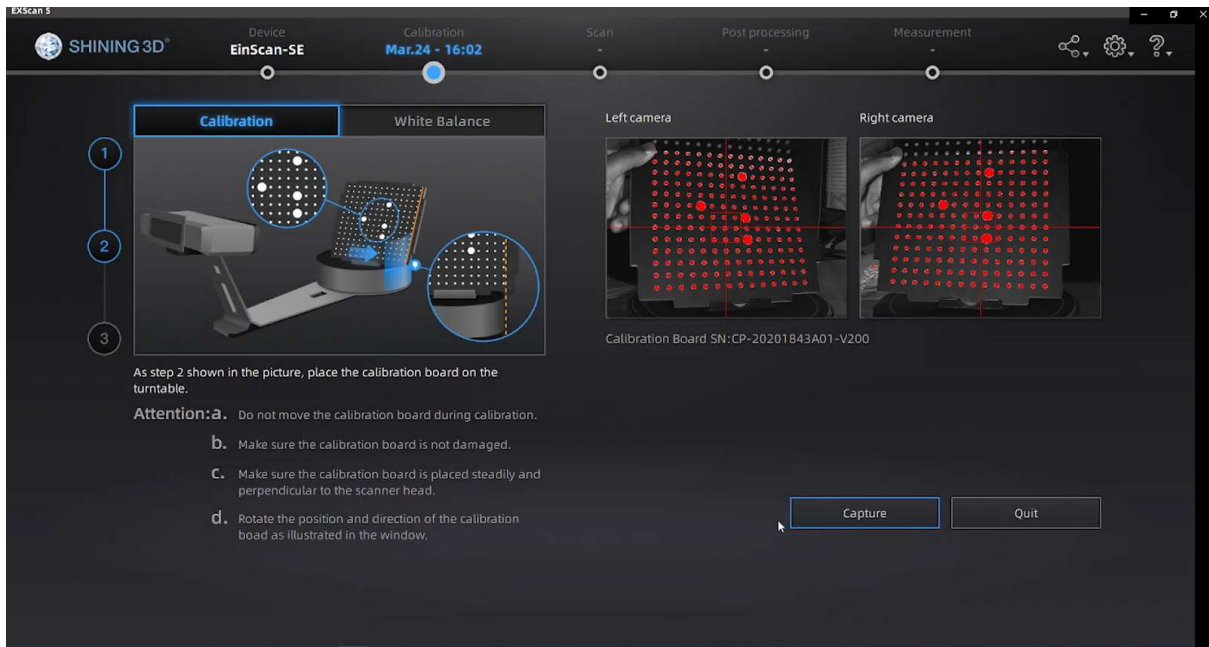 EXScan S
SHINING 3D®
Device
EinScan-SE
Calibration
Mar.24 - 16:02
Scan
-
Post processing
-
Measurement
-
Calibration
White Balance
1
2
3
As step 2 shown in the picture, place the calibration board on the
turntable.
Attention:a. Do not move the calibration board during calibration.
b. Make sure the calibration board is not damaged.
c. Make sure the calibration board is placed steadily and
perpendicular to the scanner head.
d. Rotate the position and direction of the calibration
boad as illustrated in the window.
Left camera
Right camera
Calibration Board SN:CP-20201843A01-V200
Capture
Quit